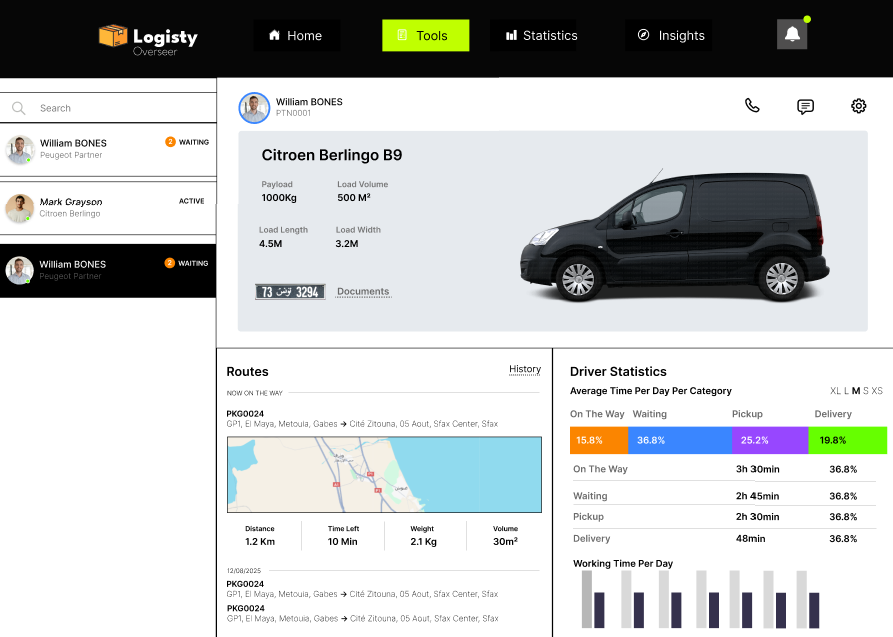 Logisty
Overseer
Home
Tools
Statistics
Insights
Search
William BONES
Peugeot Partner
2 WAITING
Mark Grayson
Citroen Berlingo
ACTIVE
William BONES
Peugeot Partner
2 WAITING
William BONES
PTN0001
Citroen Berlingo B9
Payload
1000Kg
Load Volume
500 M²
Load Length
4.5M
Load Width
3.2M
73 تونس 3294
Documents
Routes
History
NOW ON THE WAY
PKG0024
GP1, El Maya, Metouia, Gabes → Cité Zitouna, 05 Aout, Sfax Center, Sfax
Distance
1.2 Km
Time Left
10 Min
Weight
2.1 Kg
Volume
30m²
12/08/2025
PKG0024
GP1, El Maya, Metouia, Gabes → Cité Zitouna, 05 Aout, Sfax Center, Sfax
PKG0024
GP1, El Maya, Metouia, Gabes → Cité Zitouna, 05 Aout, Sfax Center, Sfax
Driver Statistics
Average Time Per Day Per Category
XL L M S XS
On The Way Waiting Pickup Delivery
15.8% 36.8% 25.2% 19.8%
On The Way 3h 30min 36.8%
Waiting 2h 45min 36.8%
Pickup 2h 30min 36.8%
Delivery 48min 36.8%
Working Time Per Day